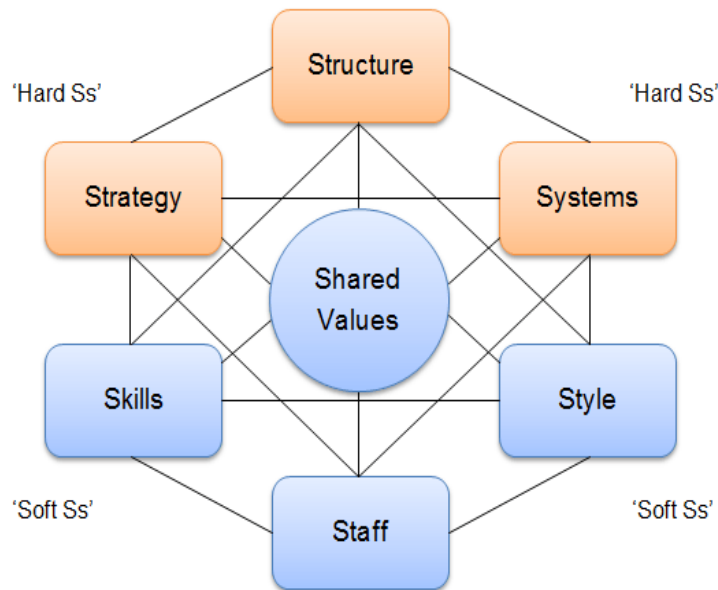 Structure
‘Hard Ss’
‘Hard Ss’
Strategy
Systems
Shared
Values
Skills
Style
‘Soft Ss’
‘Soft Ss’
Staff